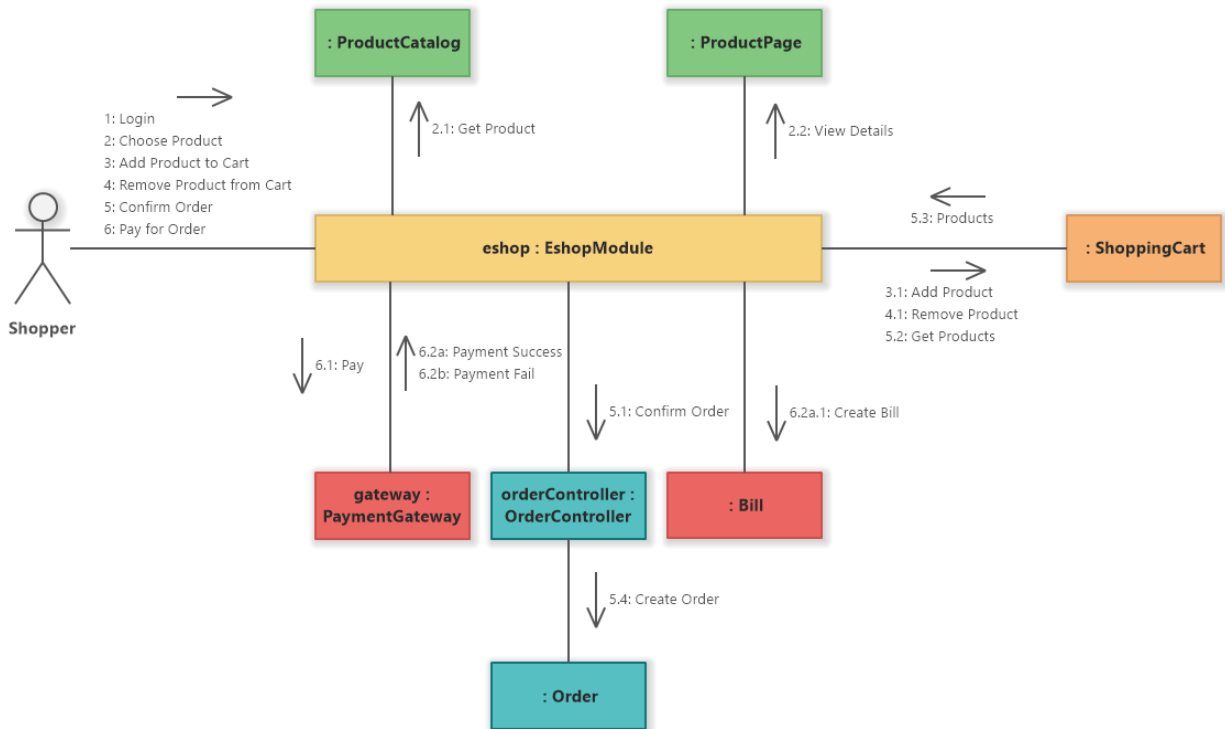 : ProductCatalog
: ProductPage
1: Login
2: Choose Product
3: Add Product to Cart
4: Remove Product from Cart
5: Confirm Order
6: Pay for Order
2.1: Get Product
2.2: View Details
5.3: Products
eshop : EshopModule
: ShoppingCart
Shopper
3.1: Add Product
4.1: Remove Product
5.2: Get Products
6.1: Pay
6.2a: Payment Success
6.2b: Payment Fail
5.1: Confirm Order
6.2a.1: Create Bill
gateway :
PaymentGateway
orderController :
OrderController
: Bill
5.4: Create Order
: Order